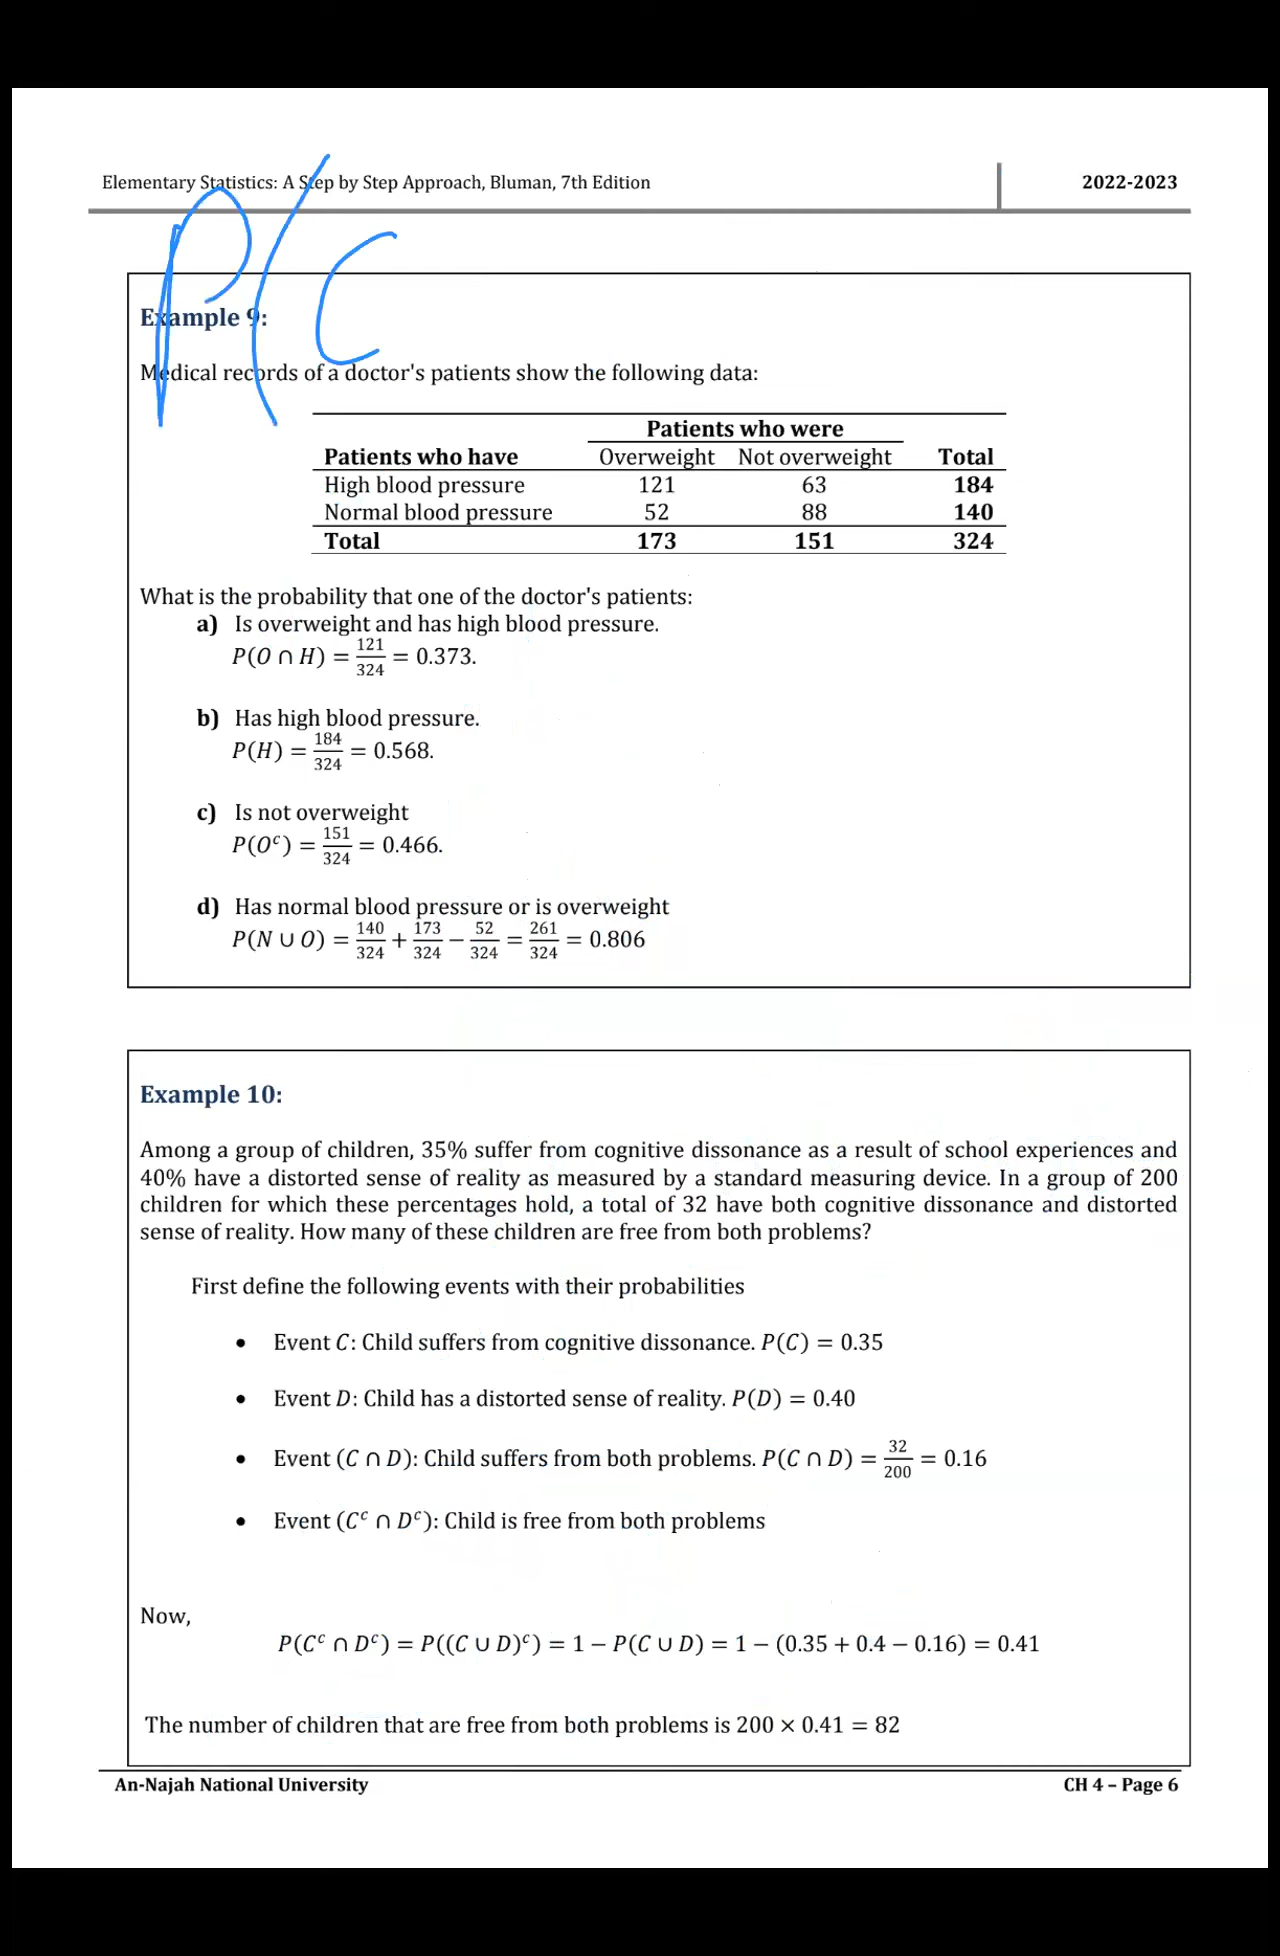 Elementary Statistics: A Step by Step Approach, Bluman, 7th Edition 2022-2023
P(C
Example 9:
Medical records of a doctor's patients show the following data:
Patients who were
Patients who have Overweight Not overweight Total
High blood pressure 121 63 184
Normal blood pressure 52 88 140
Total 173 151 324
What is the probability that one of the doctor's patients:
a) Is overweight and has high blood pressure.
P(O ∩ H) = 121/324 = 0.373.
b) Has high blood pressure.
P(H) = 184/324 = 0.568.
c) Is not overweight
P(Oᶜ) = 151/324 = 0.466.
d) Has normal blood pressure or is overweight
P(N ∪ O) = 140/324 + 173/324 − 52/324 = 261/324 = 0.806
Example 10:
Among a group of children, 35% suffer from cognitive dissonance as a result of school experiences and
40% have a distorted sense of reality as measured by a standard measuring device. In a group of 200
children for which these percentages hold, a total of 32 have both cognitive dissonance and distorted
sense of reality. How many of these children are free from both problems?
First define the following events with their probabilities
• Event C: Child suffers from cognitive dissonance. P(C) = 0.35
• Event D: Child has a distorted sense of reality. P(D) = 0.40
• Event (C ∩ D): Child suffers from both problems. P(C ∩ D) = 32/200 = 0.16
• Event (Cᶜ ∩ Dᶜ): Child is free from both problems
Now,
P(Cᶜ ∩ Dᶜ) = P((C ∪ D)ᶜ) = 1 − P(C ∪ D) = 1 − (0.35 + 0.4 − 0.16) = 0.41
The number of children that are free from both problems is 200 × 0.41 = 82
An-Najah National University CH 4 – Page 6